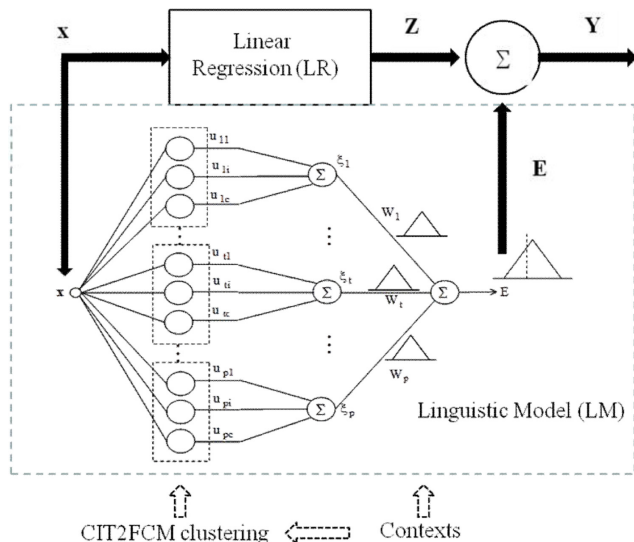 x
Linear
Regression (LR)
Z
Σ
Y
E
u11
u1i
u1c
ξ1
W1
ut1
uti
utc
x
Σ
ξt
Wt
Σ
E
up1
upi
upc
Σ
ξp
Wp
Σ
Linguistic Model (LM)
CIT2FCM clustering
Contexts